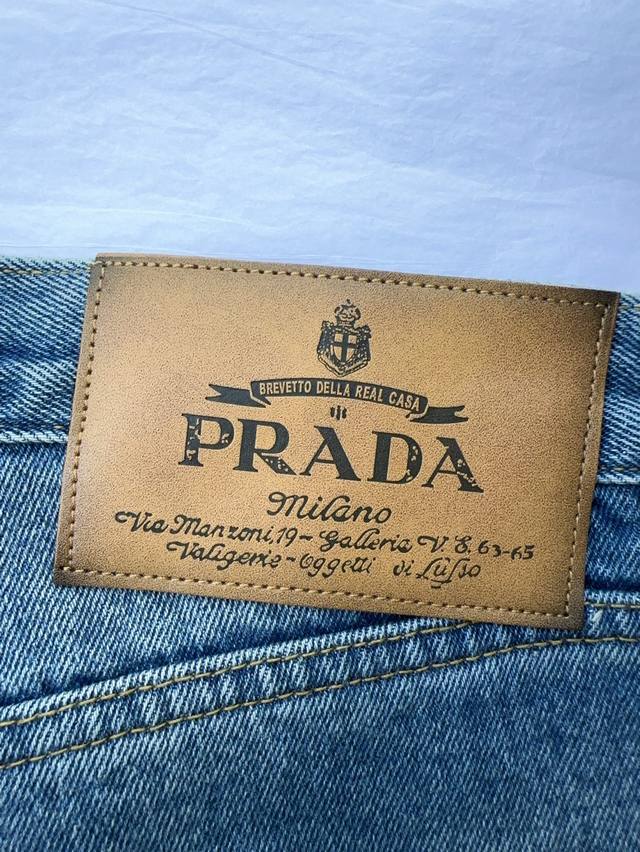 BREVETTO DELLA REAL CASA
PRADA
Milano
Via Manzoni, 19 - Galleria V. E. 63-65
Valigerie - Oggetti di Lusso